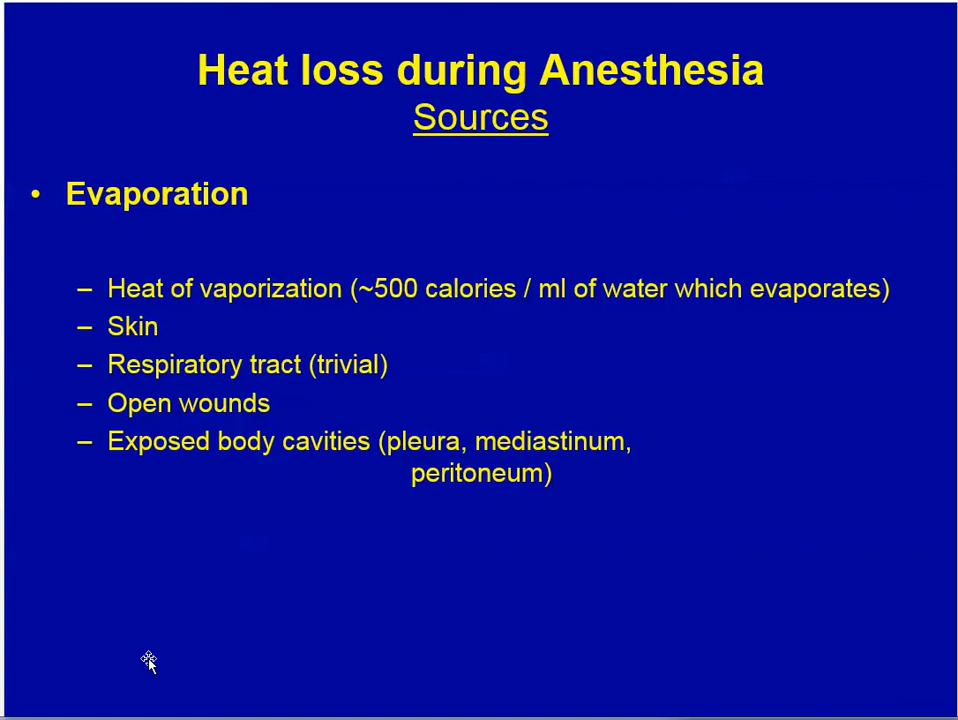 Heat loss during Anesthesia
Sources
• Evaporation
– Heat of vaporization (~500 calories / ml of water which evaporates)
– Skin
– Respiratory tract (trivial)
– Open wounds
– Exposed body cavities (pleura, mediastinum,
peritoneum)